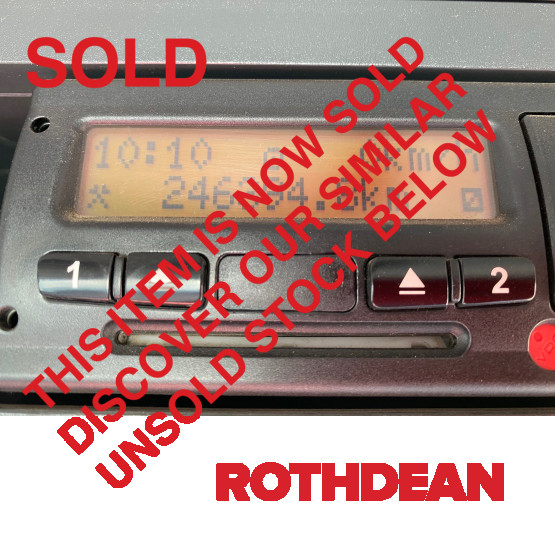 SOLD
THIS ITEM IS NOW SOLD
DISCOVER OUR SIMILAR
UNSOLD STOCK BELOW
10:10
1
2
ROTHDEAN